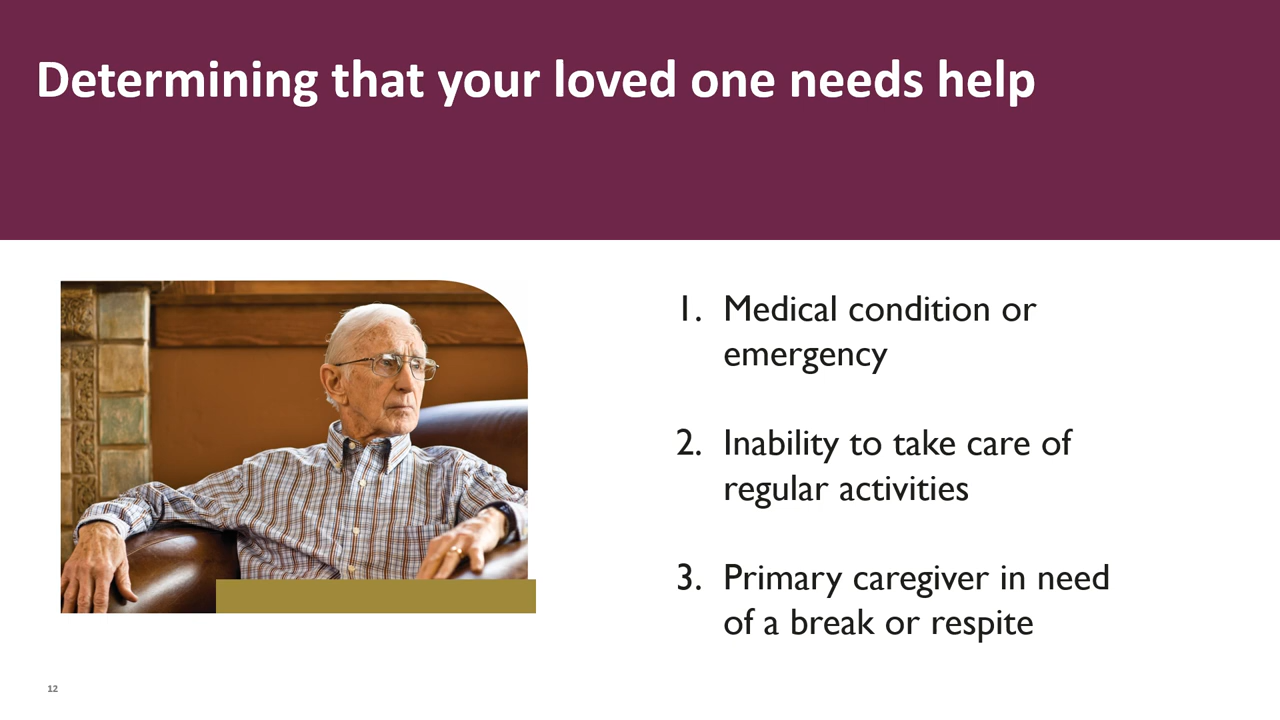 Determining that your loved one needs help
1. Medical condition or
emergency
2. Inability to take care of
regular activities
3. Primary caregiver in need
of a break or respite
12